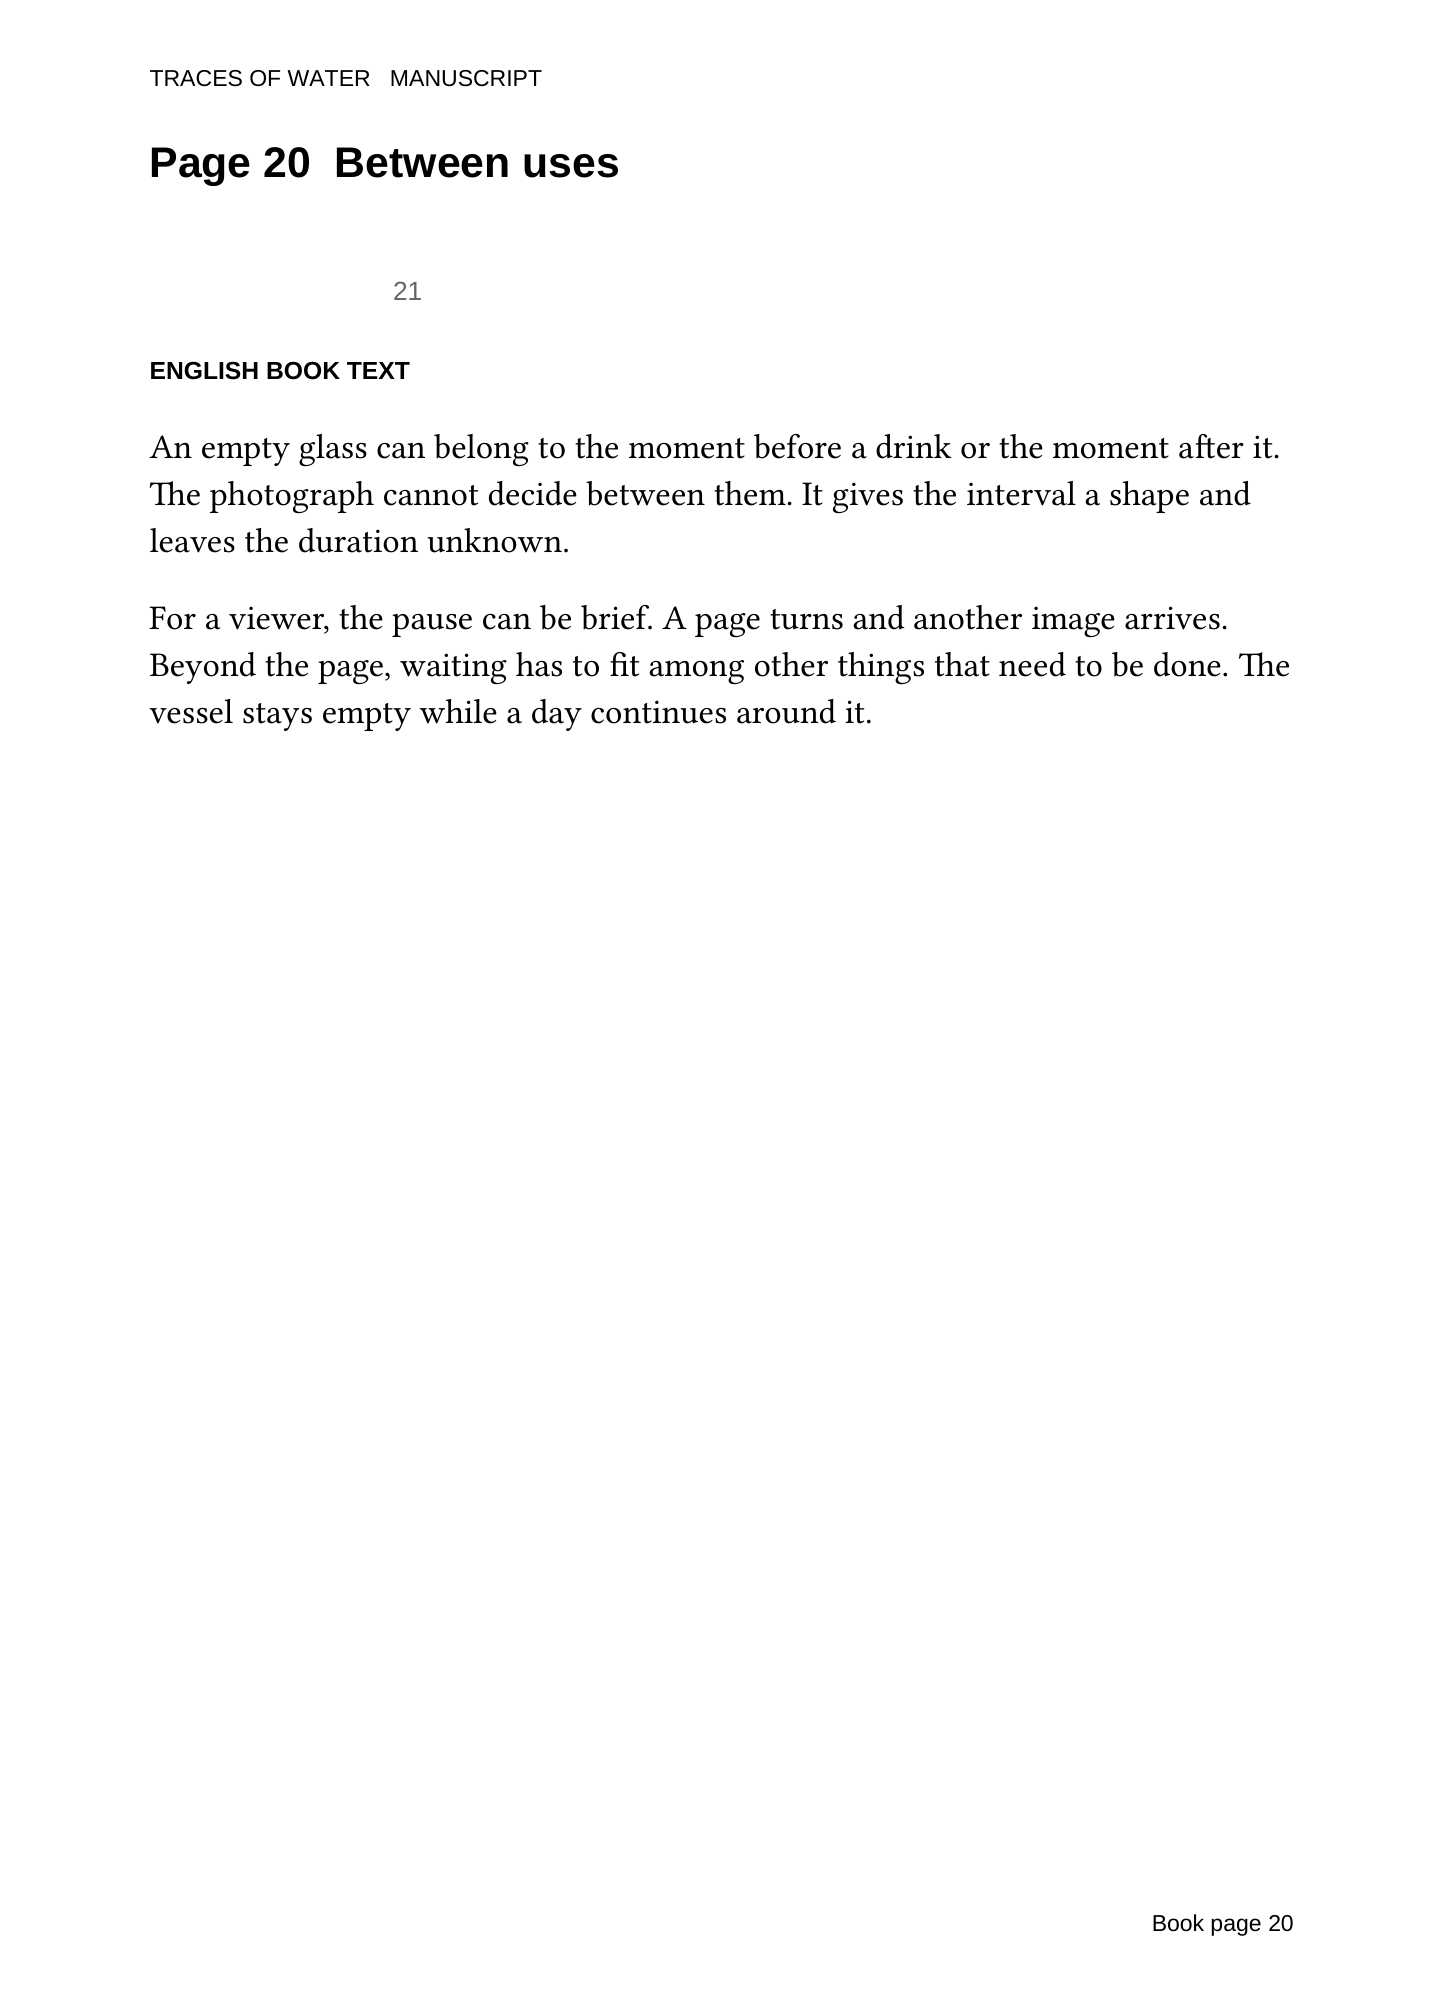 TRACES OF WATER MANUSCRIPT
Page 20 Between uses
21
ENGLISH BOOK TEXT
An empty glass can belong to the moment before a drink or the moment after it.
The photograph cannot decide between them. It gives the interval a shape and
leaves the duration unknown.
For a viewer, the pause can be brief. A page turns and another image arrives.
Beyond the page, waiting has to fit among other things that need to be done. The
vessel stays empty while a day continues around it.
Book page 20